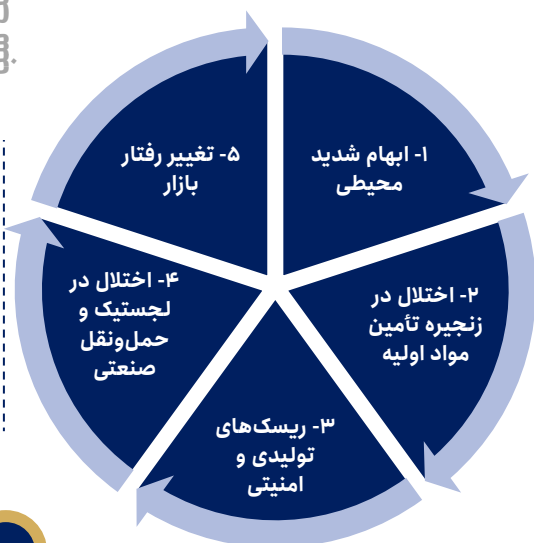 ۱- ابهام شدید
محیطی
۲- اختلال در
زنجیره تأمین
مواد اولیه
۳- ریسک‌های
تولیدی و
امنیتی
۴- اختلال در
لجستیک و
حمل‌ونقل
صنعتی
۵- تغییر رفتار
بازار